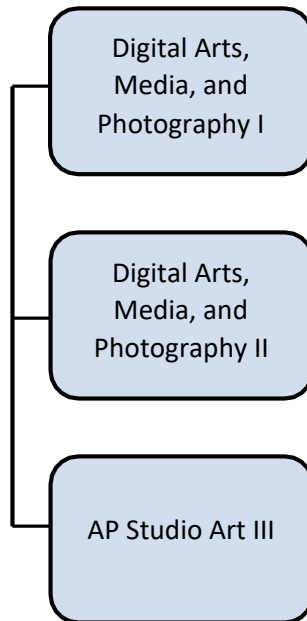 Digital Arts,
Media, and
Photography I
Digital Arts,
Media, and
Photography II
AP Studio Art III